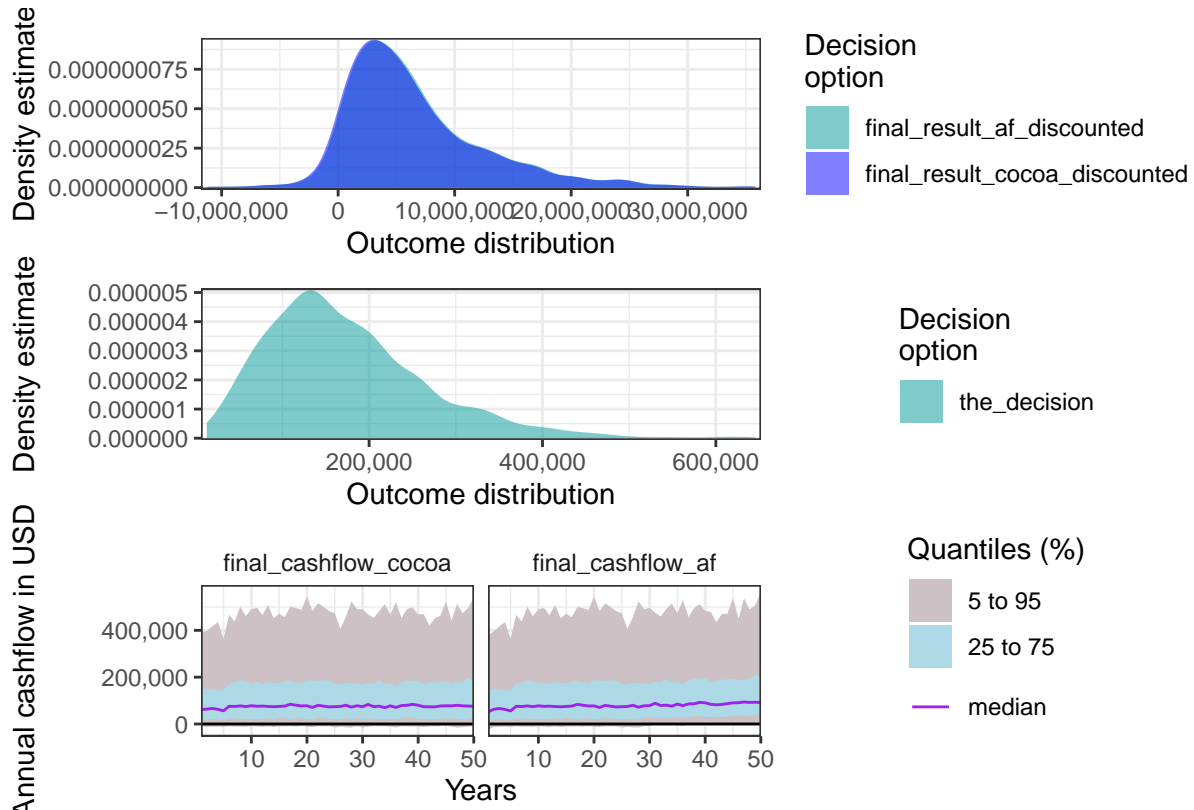 Density estimate
0.000000075
0.000000050
0.000000025
0.000000000
−10,000,000 0 10,000,000 20,000,000 30,000,000
Outcome distribution
Decision
option
final_result_af_discounted
final_result_cocoa_discounted
Density estimate
0.000005
0.000004
0.000003
0.000002
0.000001
0.000000
200,000 400,000 600,000
Outcome distribution
Decision
option
the_decision
Annual cashflow in USD
final_cashflow_cocoa final_cashflow_af
400,000
200,000
0
10 20 30 40 50 10 20 30 40 50
Years
Quantiles (%)
5 to 95
25 to 75
median